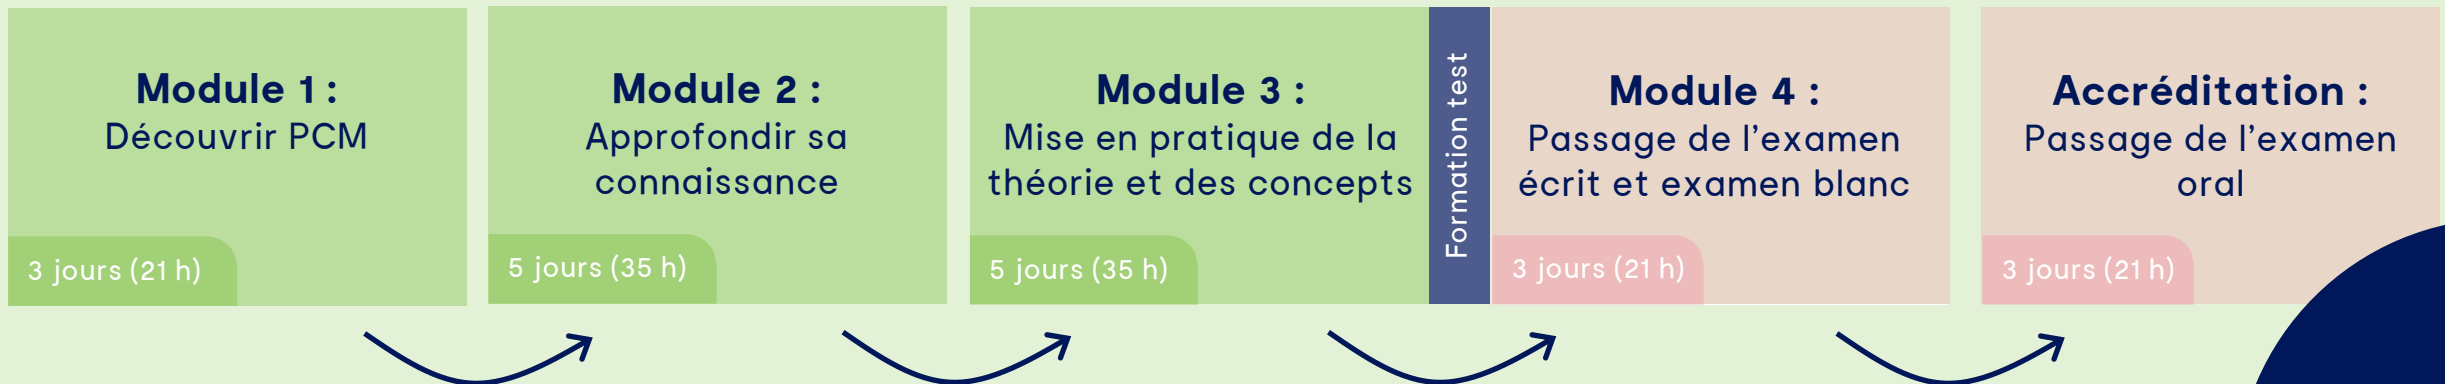 Module 1 :
Découvrir PCM
3 jours (21 h)
Module 2 :
Approfondir sa
connaissance
5 jours (35 h)
Module 3 :
Mise en pratique de la
théorie et des concepts
5 jours (35 h)
Formation test
Module 4 :
Passage de l’examen
écrit et examen blanc
3 jours (21 h)
Accréditation :
Passage de l’examen
oral
3 jours (21 h)